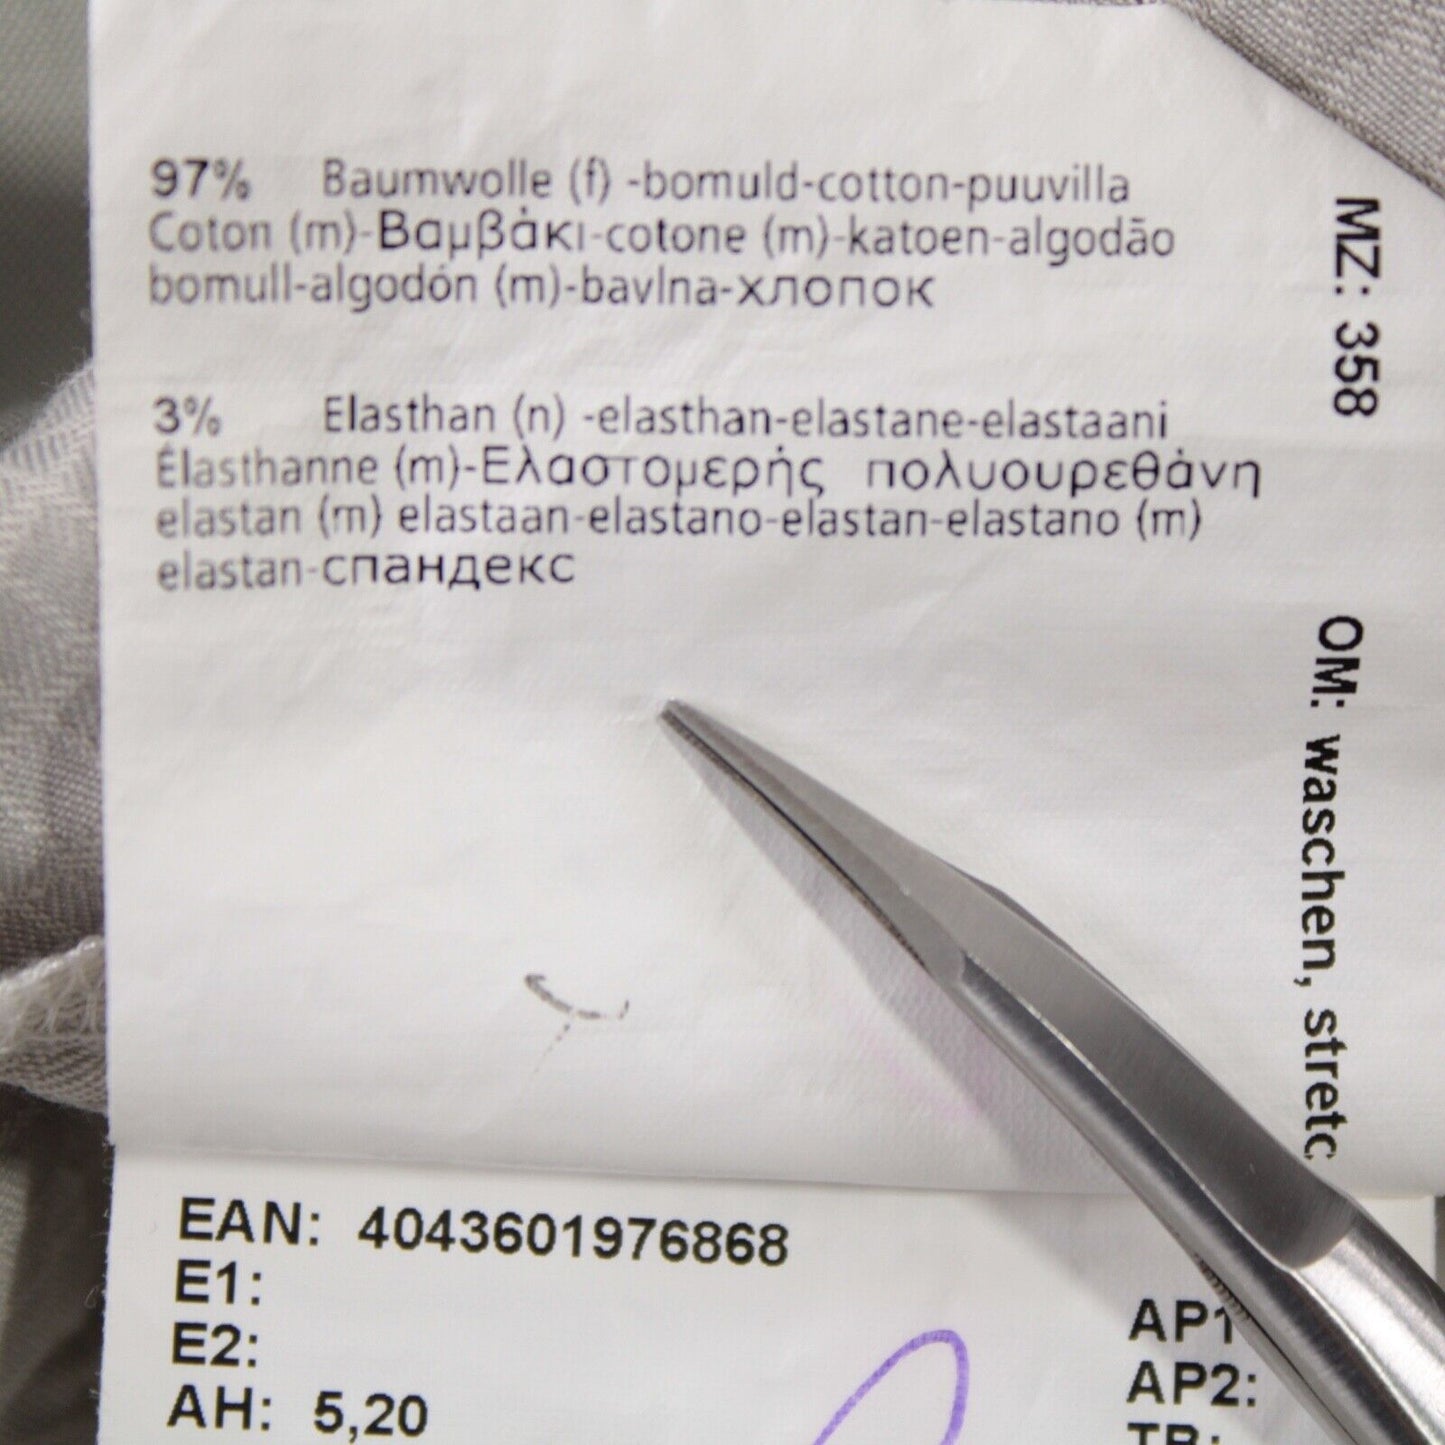 97% Baumwolle (f) -bomuld-cotton-puuvilla
Coton (m)-Βαμβάκι-cotone (m)-katoen-algodão
bomull-algodón (m)-bavlna-хлопок
3% Elasthan (n) -elasthan-elastane-elastaani
Élasthanne (m)-Ελαστομερής πολυουρεθάνη
elastan (m) elastaan-elastano-elastan-elastano (m)
elastan-спандекс
MZ: 358
OM: waschen, stretc
EAN: 4043601976868
E1:
E2:
AH: 5,20
AP1
AP2:
TB: